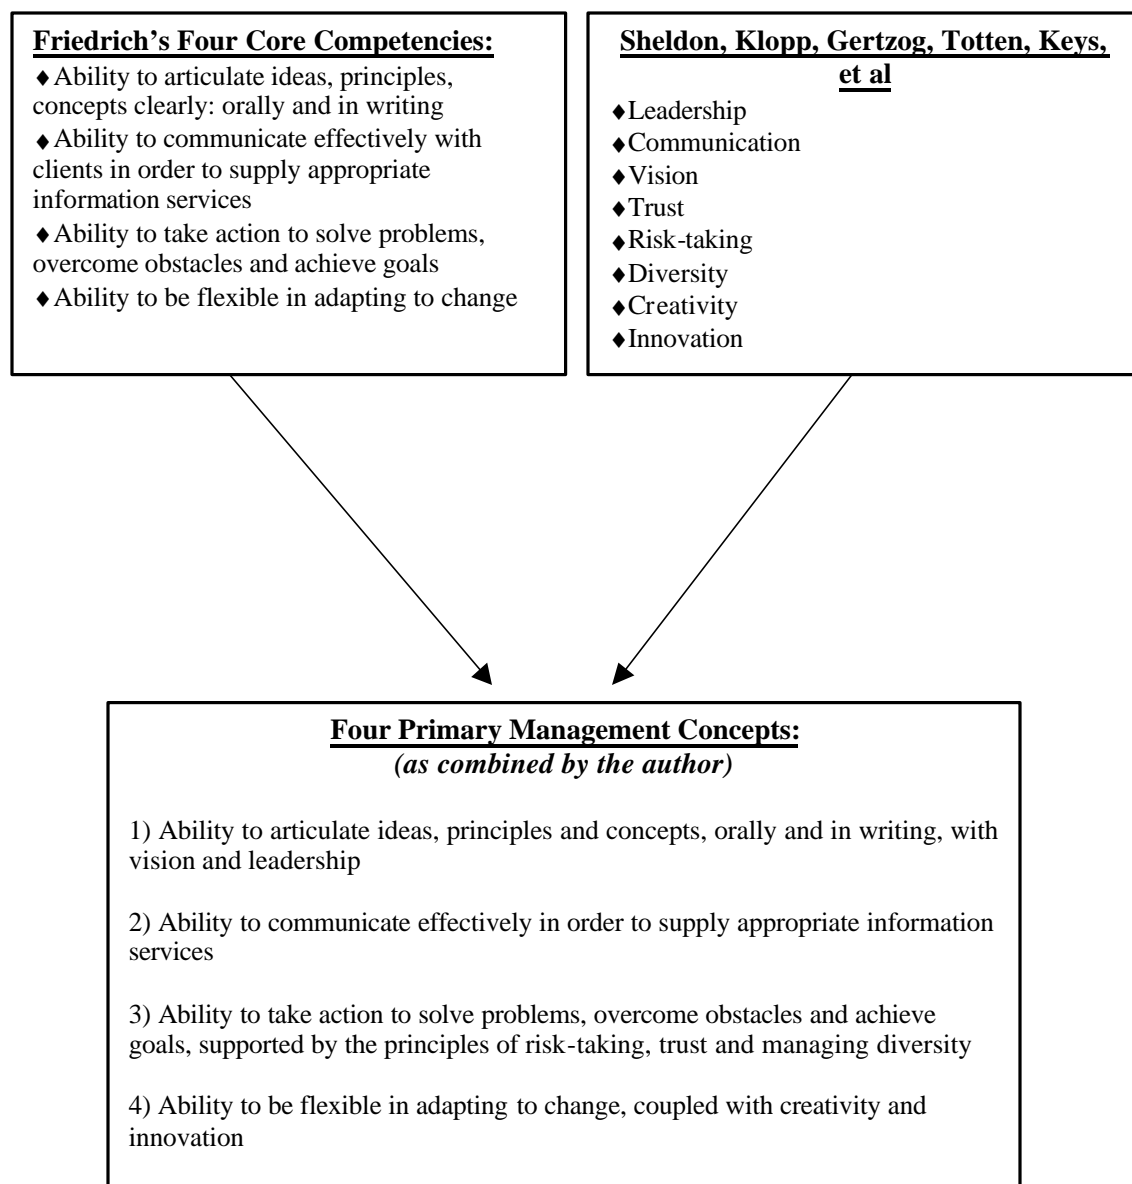 Friedrich’s Four Core Competencies:
♦Ability to articulate ideas, principles,
concepts clearly: orally and in writing
♦Ability to communicate effectively with
clients in order to supply appropriate
information services
♦Ability to take action to solve problems,
overcome obstacles and achieve goals
♦Ability to be flexible in adapting to change
Sheldon, Klopp, Gertzog, Totten, Keys,
et al
♦Leadership
♦Communication
♦Vision
♦Trust
♦Risk-taking
♦Diversity
♦Creativity
♦Innovation
Four Primary Management Concepts:
(as combined by the author)
1) Ability to articulate ideas, principles and concepts, orally and in writing, with
vision and leadership
2) Ability to communicate effectively in order to supply appropriate information
services
3) Ability to take action to solve problems, overcome obstacles and achieve
goals, supported by the principles of risk-taking, trust and managing diversity
4) Ability to be flexible in adapting to change, coupled with creativity and
innovation